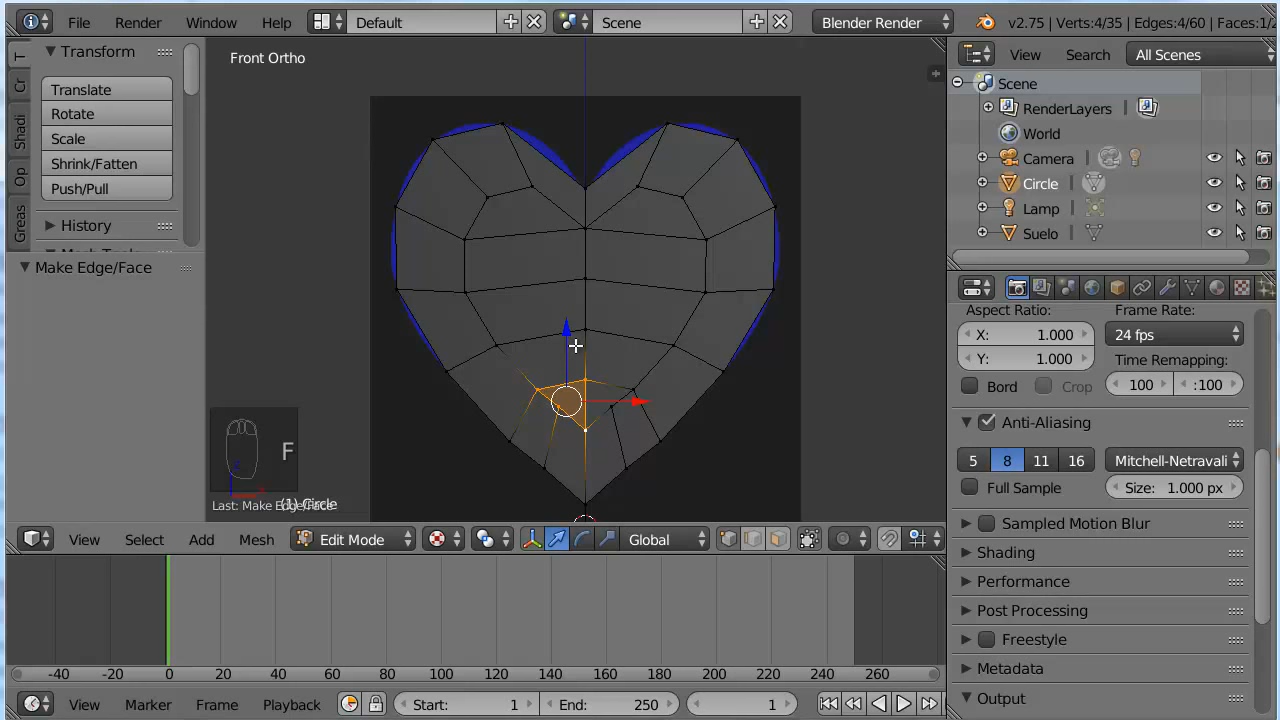 File Render Window Help Default Scene Blender Render v2.75 | Verts:4/35 | Edges:4/60 | Faces:1/2
T
Cr
Shadi
Op
Greas
Transform
Translate
Rotate
Scale
Shrink/Fatten
Push/Pull
History
Make Edge/Face
Front Ortho
F
(1) Circle
Last: Make Edge/Face
View Select Add Mesh Edit Mode Global
-40 -20 0 20 40 60 80 100 120 140 160 180 200 220 240 260
View Marker Frame Playback Start: 1 End: 250 1
View Search All Scenes
Scene
RenderLayers
World
Camera
Circle
Lamp
Suelo
Aspect Ratio: Frame Rate:
X: 1.000 24 fps
Y: 1.000 Time Remapping:
Bord Crop 100 :100
Anti-Aliasing
5 8 11 16 Mitchell-Netravali
Full Sample Size: 1.000 px
Sampled Motion Blur
Shading
Performance
Post Processing
Freestyle
Metadata
Output